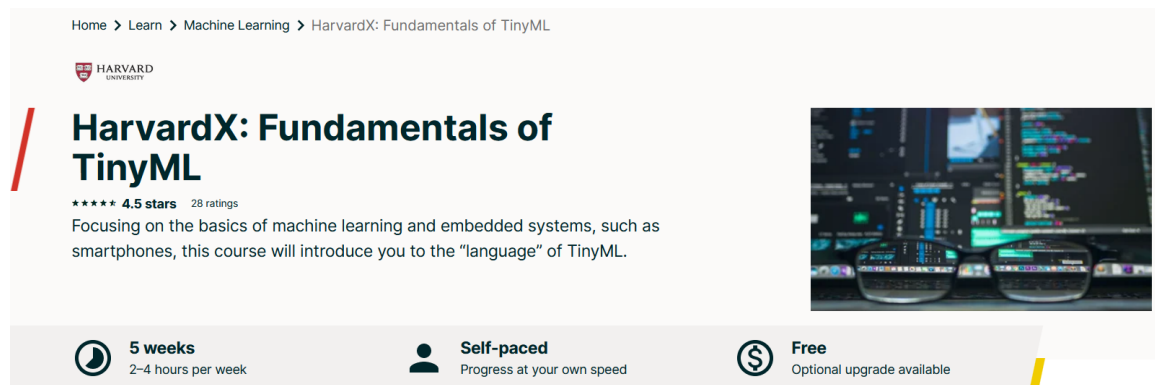 Home > Learn > Machine Learning > HarvardX: Fundamentals of TinyML
HARVARD
UNIVERSITY
HarvardX: Fundamentals of
TinyML
4.5 stars 28 ratings
Focusing on the basics of machine learning and embedded systems, such as
smartphones, this course will introduce you to the “language” of TinyML.
5 weeks
2–4 hours per week
Self-paced
Progress at your own speed
Free
Optional upgrade available